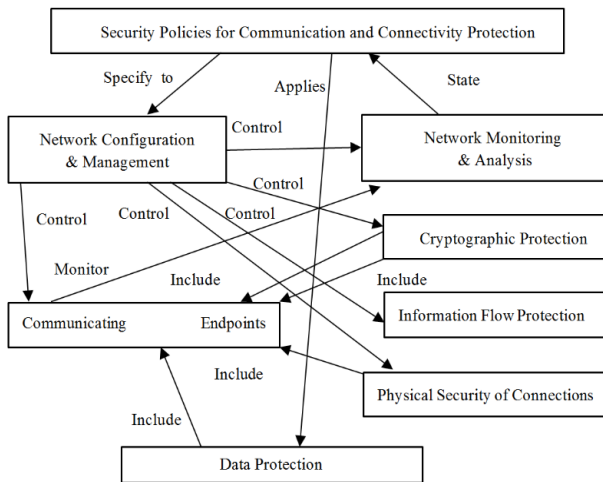 Security Policies for Communication and Connectivity Protection
Specify to
Applies
State
Network Configuration
& Management
Control
Network Monitoring
& Analysis
Control
Control
Control
Control
Cryptographic Protection
Monitor
Include
Include
Communicating Endpoints
Information Flow Protection
Include
Physical Security of Connections
Include
Data Protection